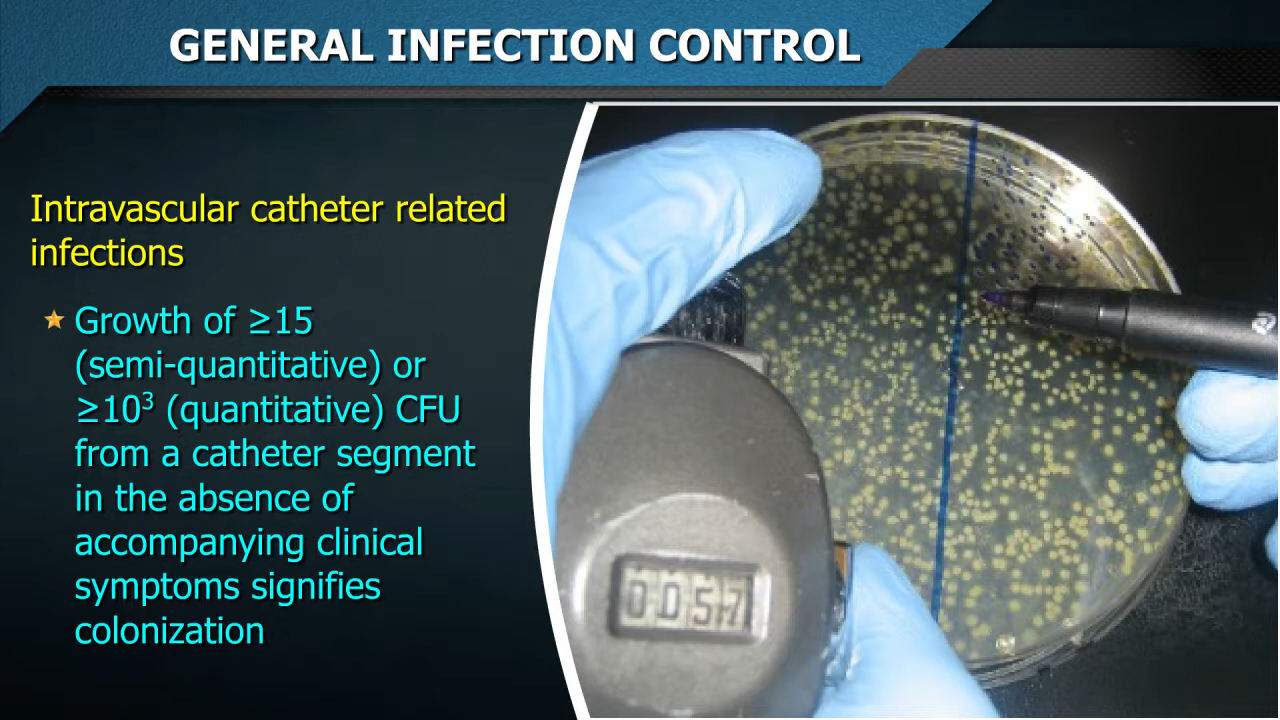 GENERAL INFECTION CONTROL
Intravascular catheter related
infections
Growth of ≥15
(semi-quantitative) or
≥10³ (quantitative) CFU
from a catheter segment
in the absence of
accompanying clinical
symptoms signifies
colonization
0057